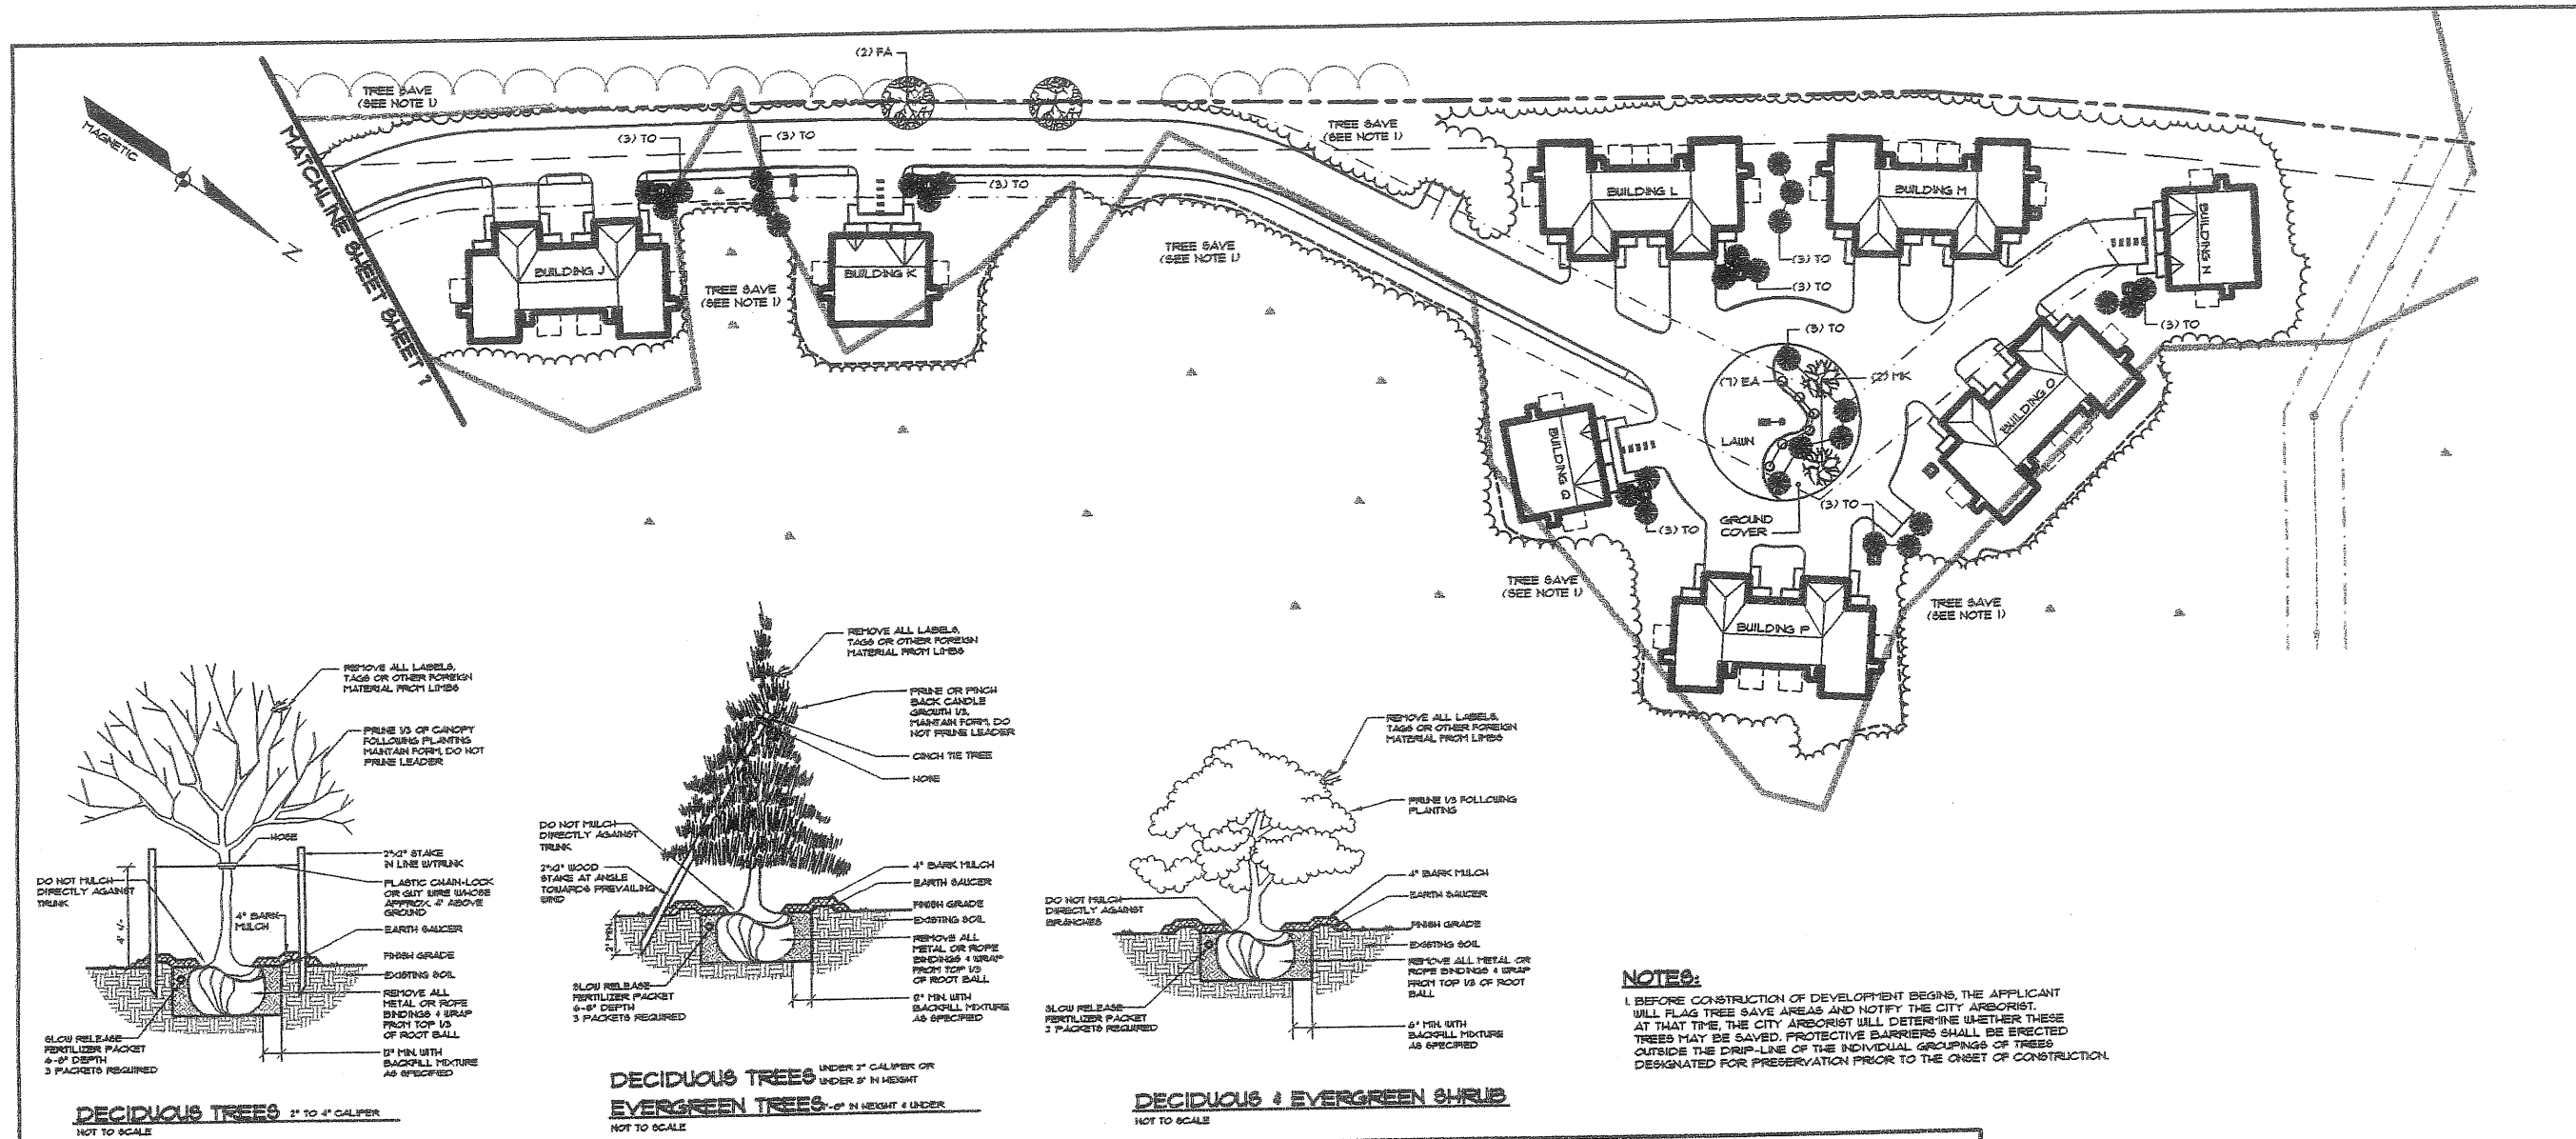 MAGNETIC
N
MATCHLINE SHEET SHEET 7
TREE SAVE
(SEE NOTE 1)
(2) FA
(3) TO
(3) TO
(3) TO
BUILDING J
TREE SAVE
(SEE NOTE 1)
BUILDING K
TREE SAVE
(SEE NOTE 1)
TREE SAVE
(SEE NOTE 1)
BUILDING L
BUILDING M
BUILDING N
(3) TO
(3) TO
(3) TO
(5) TO
(7) EA
(2) MK
LAWN
BUILDING O
BUILDING Q
(3) TO
GROUND
COVER
(3) TO
TREE SAVE
(SEE NOTE 1)
BUILDING P
TREE SAVE
(SEE NOTE 1)
REMOVE ALL LABELS,
TAGS OR OTHER FOREIGN
MATERIAL FROM LIMBS
PRUNE 1/3 OF CANOPY
FOLLOWING PLANTING
MAINTAIN FORM, DO NOT
PRUNE LEADER
HOSE
2"x2" STAKE
IN LINE W/TRUNK
DO NOT MULCH
DIRECTLY AGAINST
TRUNK
PLASTIC CHAIN-LOCK
OR GUY WIRE WHOSE
APPROX. 4' ABOVE
GROUND
4' +/-
4" BARK
MULCH
EARTH SAUCER
FINISH GRADE
EXISTING SOIL
REMOVE ALL
METAL OR ROPE
BINDINGS & WRAP
FROM TOP 1/3
OF ROOT BALL
SLOW RELEASE
FERTILIZER PACKET
6-8" DEPTH
3 PACKETS REQUIRED
12" MIN. WITH
BACKFILL MIXTURE
AS SPECIFIED
DECIDUOUS TREES 2" TO 4" CALIPER
NOT TO SCALE
REMOVE ALL LABELS,
TAGS OR OTHER FOREIGN
MATERIAL FROM LIMBS
PRUNE OR PINCH
BACK CANDLE
GROWTH 1/3,
MAINTAIN FORM, DO
NOT PRUNE LEADER
CINCH TIE TREE
HOSE
DO NOT MULCH
DIRECTLY AGAINST
TRUNK
2"x2" WOOD
STAKE AT ANGLE
TOWARDS PREVAILING
WIND
4" BARK MULCH
EARTH SAUCER
FINISH GRADE
EXISTING SOIL
2' MIN.
REMOVE ALL
METAL OR ROPE
BINDINGS & WRAP
FROM TOP 1/3
OF ROOT BALL
SLOW RELEASE
FERTILIZER PACKET
6-8" DEPTH
3 PACKETS REQUIRED
12" MIN. WITH
BACKFILL MIXTURE
AS SPECIFIED
DECIDUOUS TREES UNDER 2" CALIPER OR
UNDER 8' IN HEIGHT
EVERGREEN TREES IN HEIGHT & UNDER
NOT TO SCALE
REMOVE ALL LABELS,
TAGS OR OTHER FOREIGN
MATERIAL FROM LIMBS
PRUNE 1/3 FOLLOWING
PLANTING
4" BARK MULCH
EARTH SAUCER
DO NOT MULCH
DIRECTLY AGAINST
BRANCHES
FINISH GRADE
EXISTING SOIL
REMOVE ALL METAL OR
ROPE BINDINGS & WRAP
FROM TOP 1/3 OF ROOT
BALL
SLOW RELEASE
FERTILIZER PACKET
2 PACKETS REQUIRED
6" MIN. WITH
BACKFILL MIXTURE
AS SPECIFIED
DECIDUOUS & EVERGREEN SHRUB
NOT TO SCALE
NOTES:
1. BEFORE CONSTRUCTION OF DEVELOPMENT BEGINS, THE APPLICANT
WILL FLAG TREE SAVE AREAS AND NOTIFY THE CITY ARBORIST.
AT THAT TIME, THE CITY ARBORIST WILL DETERMINE WHETHER THESE
TREES MAY BE SAVED. PROTECTIVE BARRIERS SHALL BE ERECTED
OUTSIDE THE DRIP-LINE OF THE INDIVIDUAL GROUPINGS OF TREES
DESIGNATED FOR PRESERVATION PRIOR TO THE ONSET OF CONSTRUCTION.